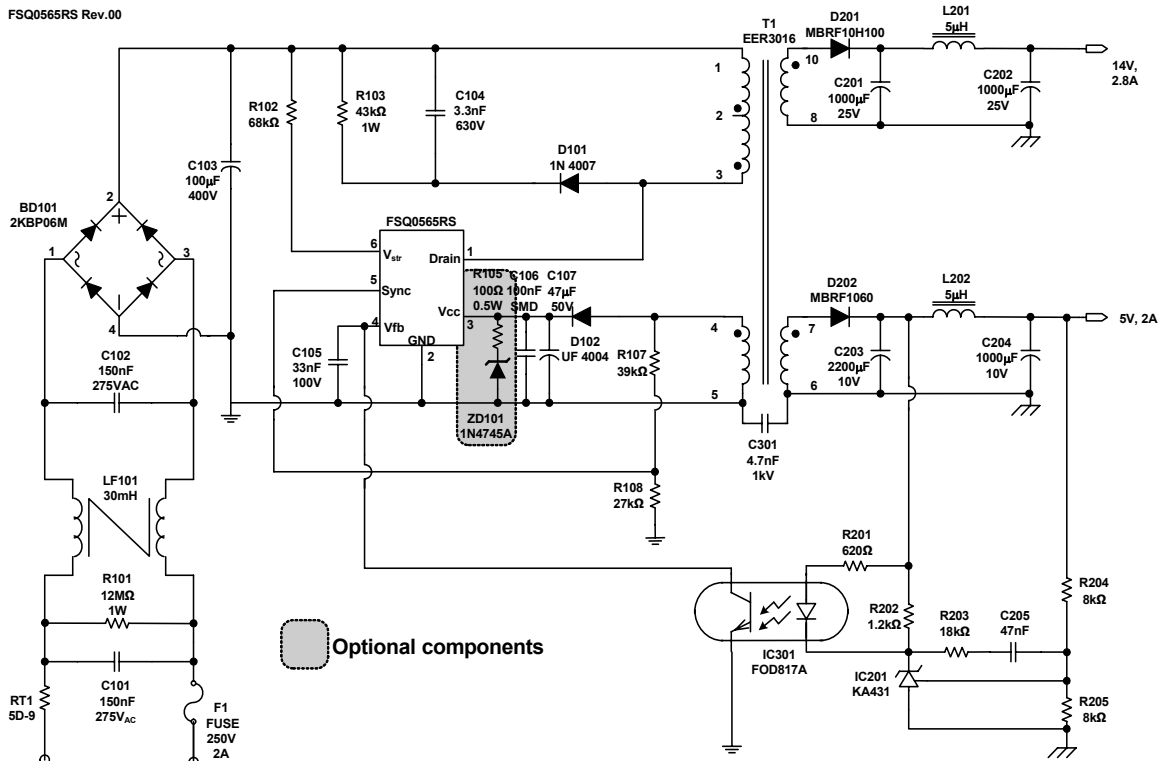 FSQ0565RS Rev.00
T1
EER3016
D201
MBRF10H100
L201
5µH
1
2
3
10
8
C201
1000µF
25V
C202
1000µF
25V
14V,
2.8A
R102
68kΩ
R103
43kΩ
1W
C104
3.3nF
630V
D101
1N 4007
C103
100µF
400V
BD101
2KBP06M
2
1
3
4
FSQ0565RS
6
Vstr
Drain
1
5
Sync
4
Vfb
Vcc
3
GND
2
R105
100Ω
0.5W
C106
100nF
SMD
C107
47µF
50V
D102
UF 4004
ZD101
1N4745A
C105
33nF
100V
R107
39kΩ
R108
27kΩ
4
5
7
6
D202
MBRF1060
L202
5µH
C203
2200µF
10V
C204
1000µF
10V
5V, 2A
C301
4.7nF
1kV
C102
150nF
275VAC
LF101
30mH
R101
12MΩ
1W
C101
150nF
275VAC
RT1
5D-9
F1
FUSE
250V
2A
Optional components
R201
620Ω
R202
1.2kΩ
R203
18kΩ
C205
47nF
R204
8kΩ
R205
8kΩ
IC301
FOD817A
IC201
KA431